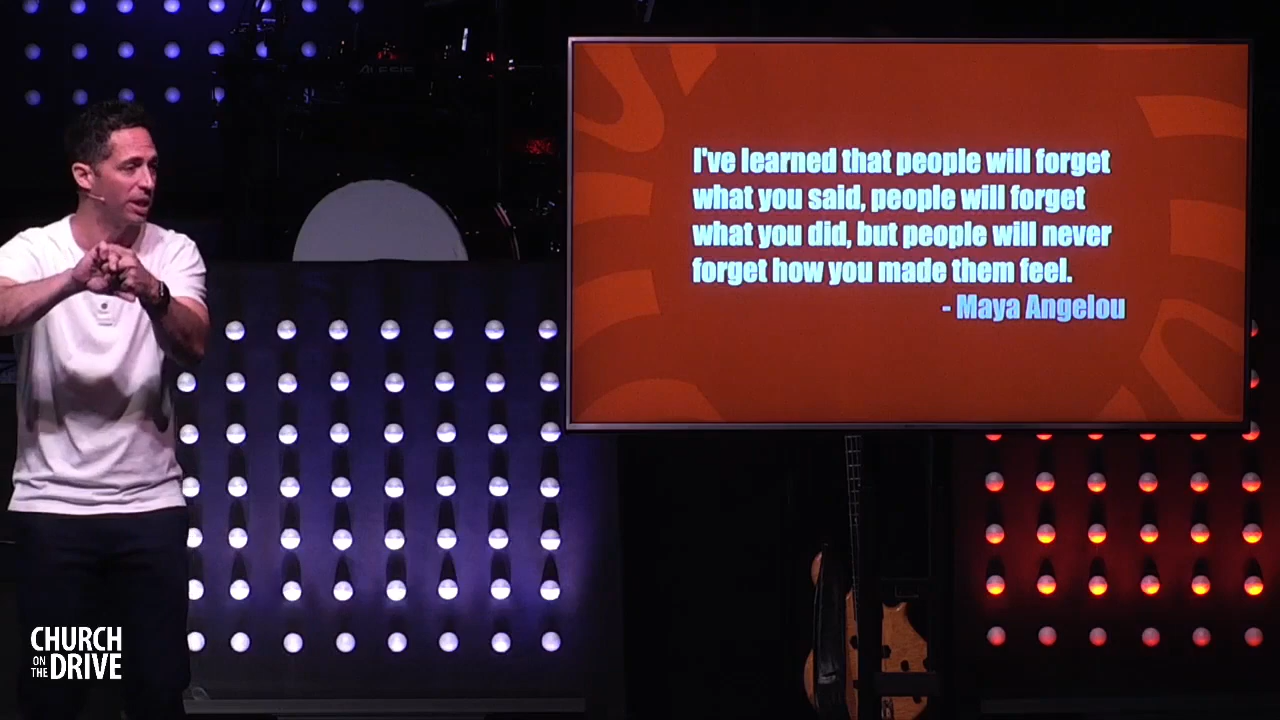 ALESIS
I've learned that people will forget
what you said, people will forget
what you did, but people will never
forget how you made them feel.
- Maya Angelou
CHURCH
ON THE DRIVE